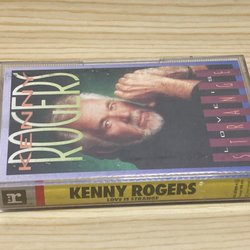 KENNY
ROGERS
LOVE IS
STRANGE
KENNY ROGERS
LOVE IS STRANGE